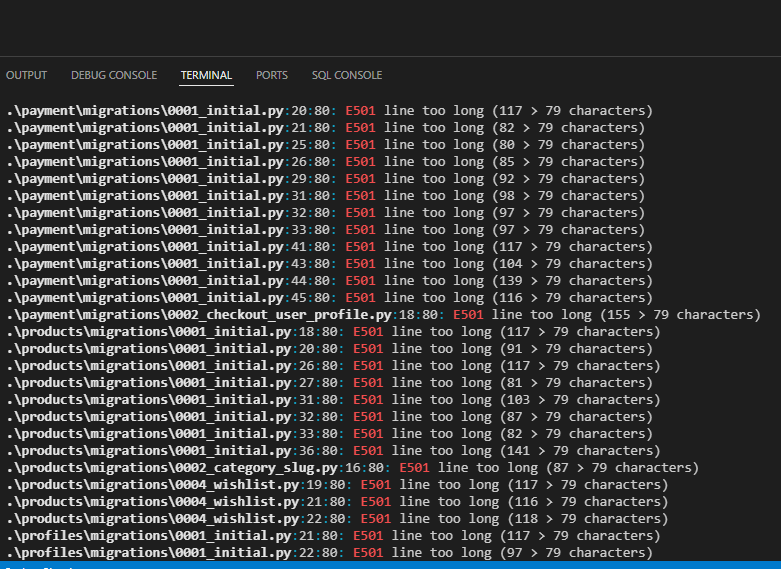 OUTPUT DEBUG CONSOLE TERMINAL PORTS SQL CONSOLE
.\payment\migrations\0001_initial.py:20:80: E501 line too long (117 > 79 characters)
.\payment\migrations\0001_initial.py:21:80: E501 line too long (82 > 79 characters)
.\payment\migrations\0001_initial.py:25:80: E501 line too long (80 > 79 characters)
.\payment\migrations\0001_initial.py:26:80: E501 line too long (85 > 79 characters)
.\payment\migrations\0001_initial.py:29:80: E501 line too long (92 > 79 characters)
.\payment\migrations\0001_initial.py:31:80: E501 line too long (98 > 79 characters)
.\payment\migrations\0001_initial.py:32:80: E501 line too long (97 > 79 characters)
.\payment\migrations\0001_initial.py:33:80: E501 line too long (97 > 79 characters)
.\payment\migrations\0001_initial.py:41:80: E501 line too long (117 > 79 characters)
.\payment\migrations\0001_initial.py:43:80: E501 line too long (104 > 79 characters)
.\payment\migrations\0001_initial.py:44:80: E501 line too long (139 > 79 characters)
.\payment\migrations\0001_initial.py:45:80: E501 line too long (116 > 79 characters)
.\payment\migrations\0002_checkout_user_profile.py:18:80: E501 line too long (155 > 79 characters)
.\products\migrations\0001_initial.py:18:80: E501 line too long (117 > 79 characters)
.\products\migrations\0001_initial.py:20:80: E501 line too long (91 > 79 characters)
.\products\migrations\0001_initial.py:26:80: E501 line too long (117 > 79 characters)
.\products\migrations\0001_initial.py:27:80: E501 line too long (81 > 79 characters)
.\products\migrations\0001_initial.py:31:80: E501 line too long (103 > 79 characters)
.\products\migrations\0001_initial.py:32:80: E501 line too long (87 > 79 characters)
.\products\migrations\0001_initial.py:33:80: E501 line too long (82 > 79 characters)
.\products\migrations\0001_initial.py:36:80: E501 line too long (141 > 79 characters)
.\products\migrations\0002_category_slug.py:16:80: E501 line too long (87 > 79 characters)
.\products\migrations\0004_wishlist.py:19:80: E501 line too long (117 > 79 characters)
.\products\migrations\0004_wishlist.py:21:80: E501 line too long (116 > 79 characters)
.\products\migrations\0004_wishlist.py:22:80: E501 line too long (118 > 79 characters)
.\profiles\migrations\0001_initial.py:21:80: E501 line too long (117 > 79 characters)
.\profiles\migrations\0001_initial.py:22:80: E501 line too long (97 > 79 characters)